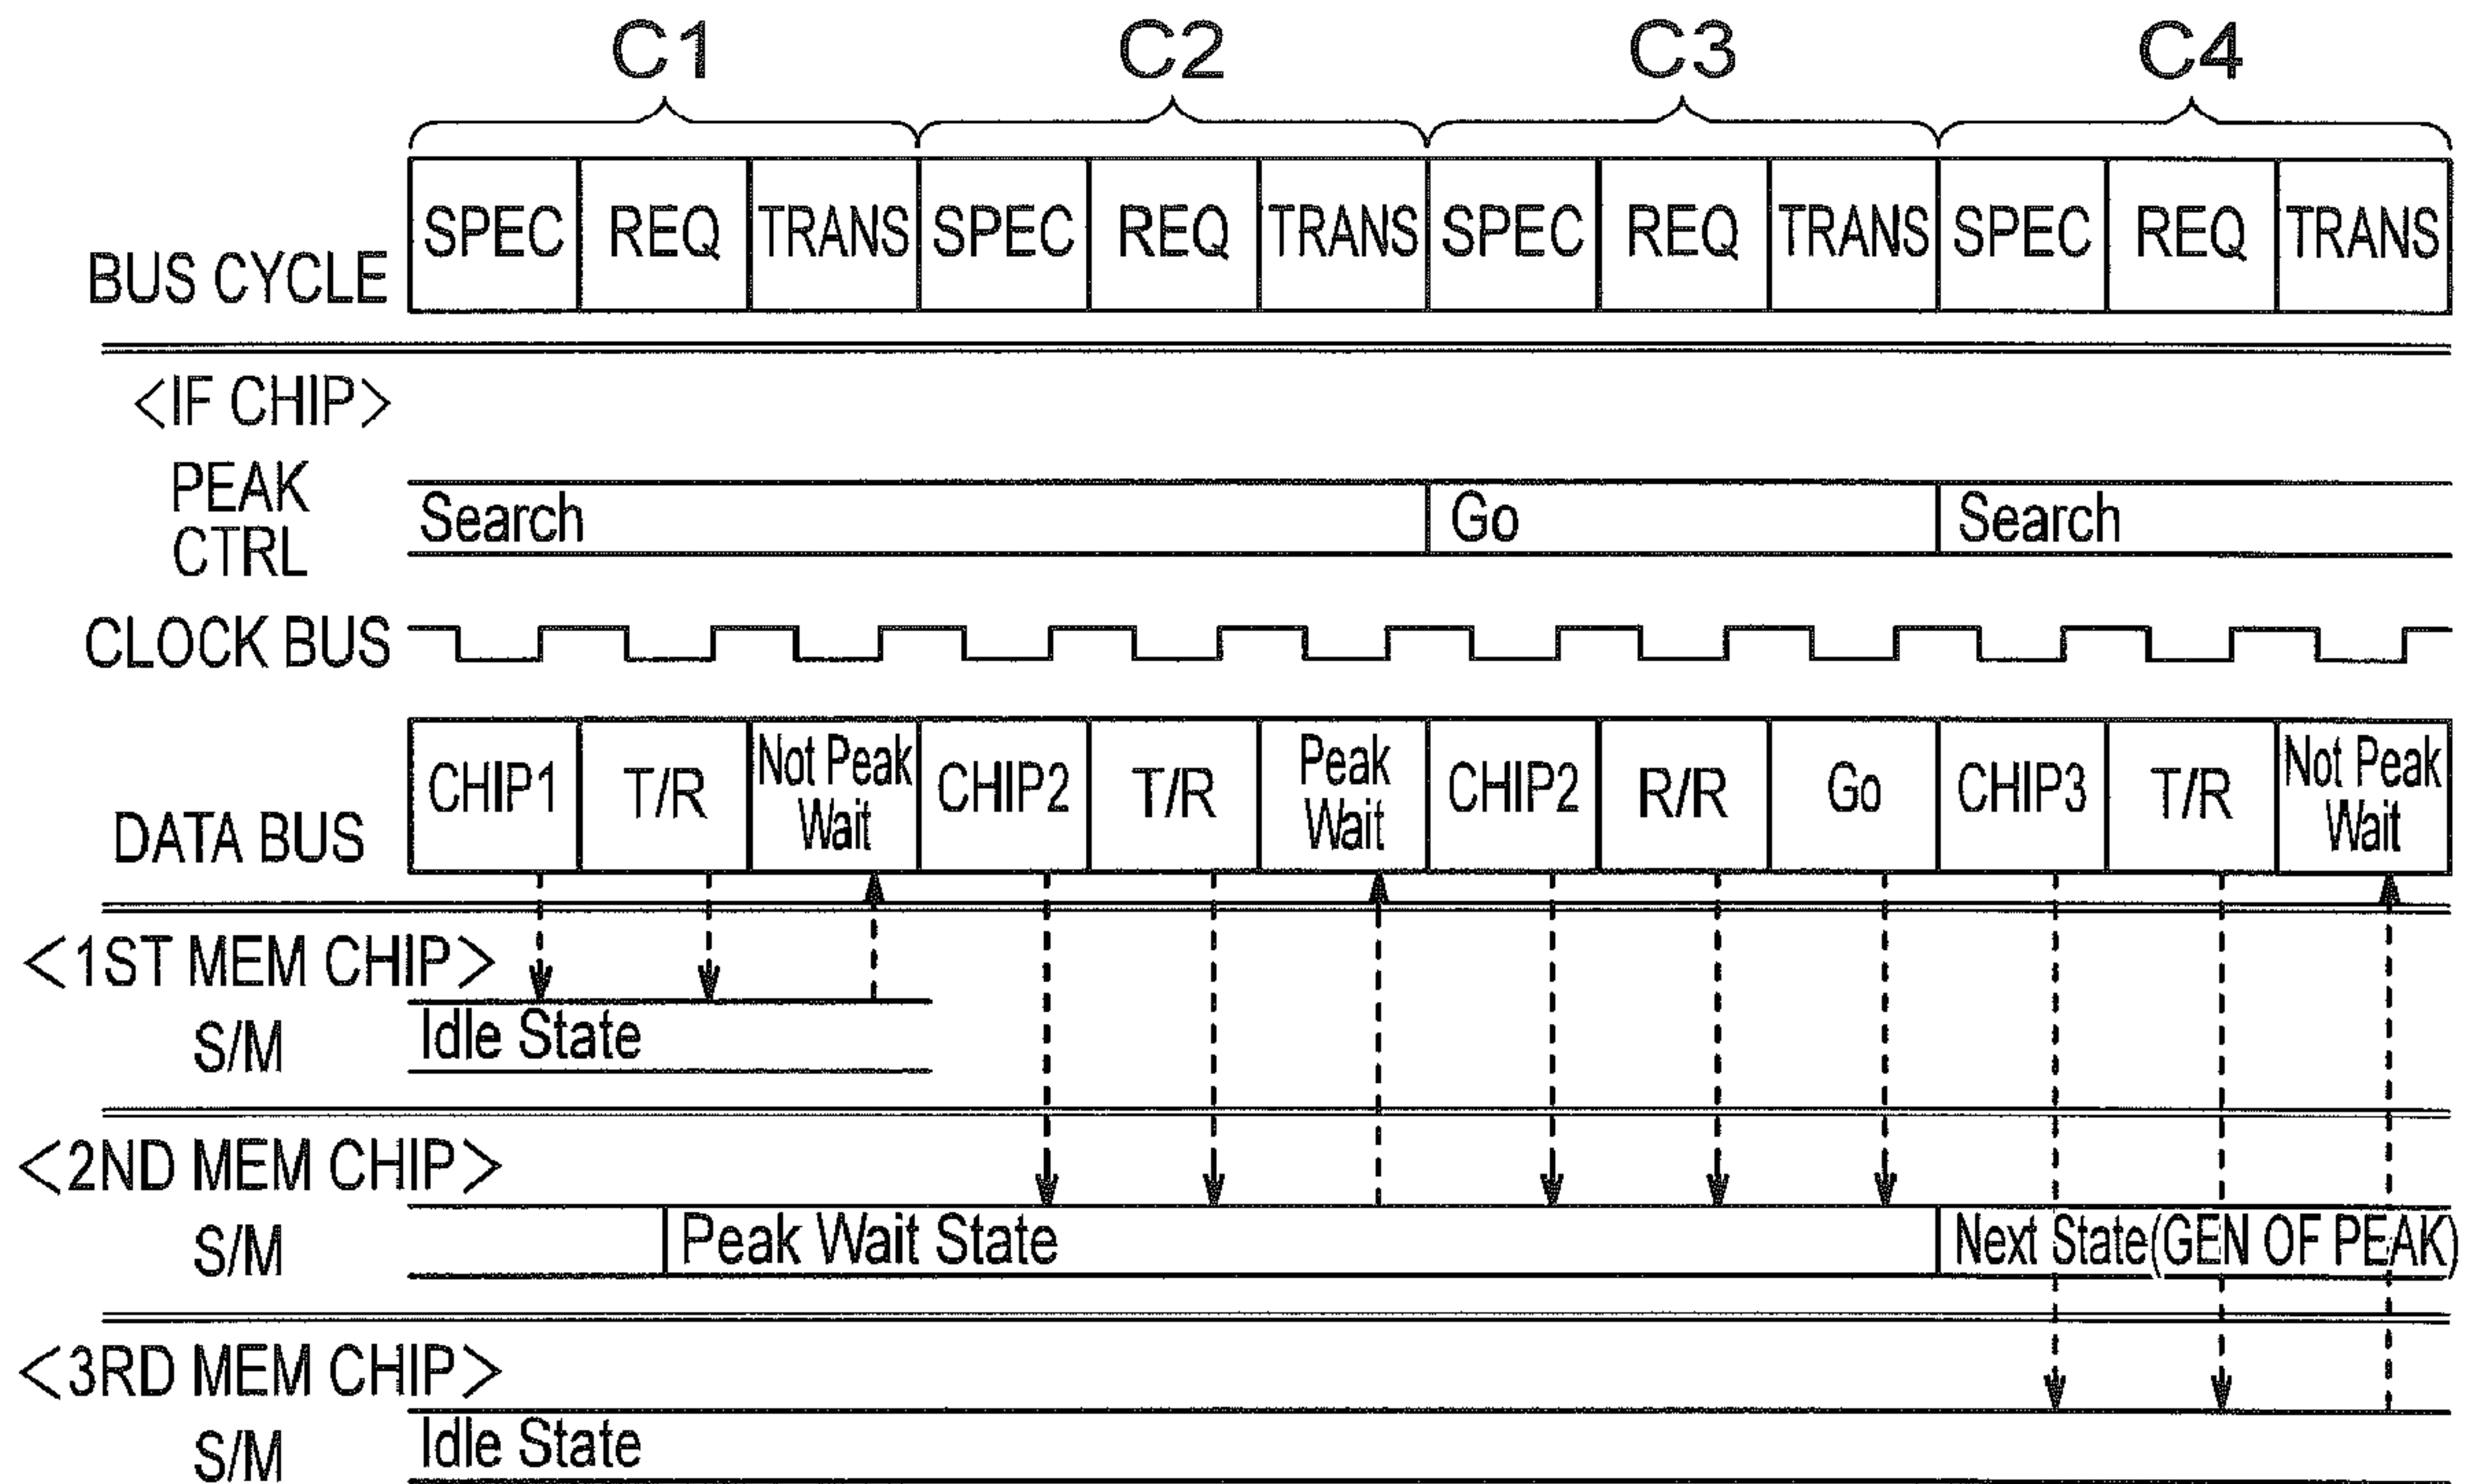 C1 C2 C3 C4
BUS CYCLE SPEC REQ TRANS SPEC REQ TRANS SPEC REQ TRANS SPEC REQ TRANS
<IF CHIP>
PEAK
CTRL
Search Go Search
CLOCK BUS
DATA BUS CHIP1 T/R Not Peak Wait CHIP2 T/R Peak Wait CHIP2 R/R Go CHIP3 T/R Not Peak Wait
<1ST MEM CHIP>
S/M Idle State
<2ND MEM CHIP>
S/M Peak Wait State Next State(GEN OF PEAK)
<3RD MEM CHIP>
S/M Idle State